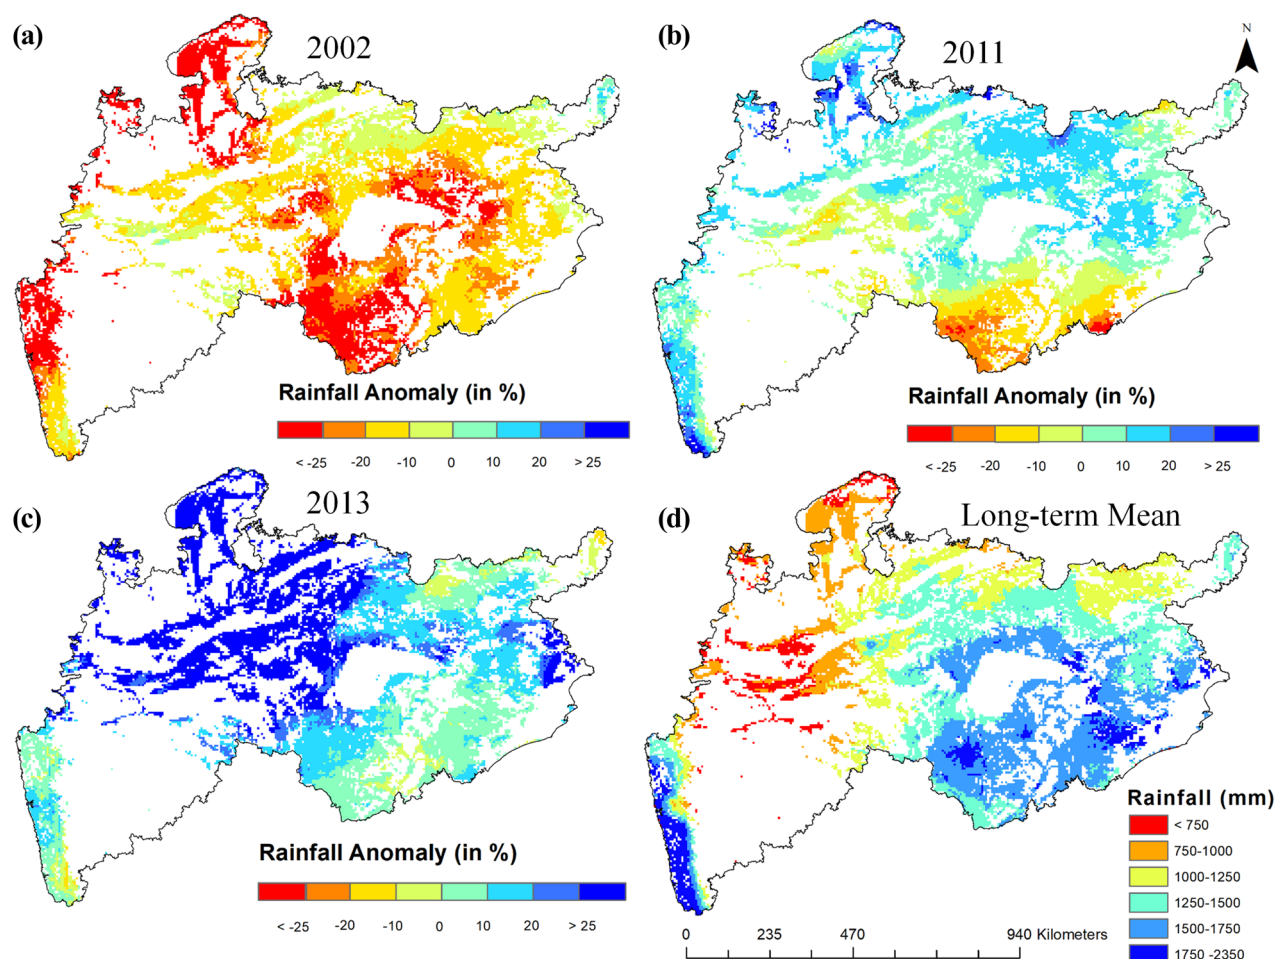 (a)
2002
Rainfall Anomaly (in %)
< -25 -20 -10 0 10 20 > 25
(b)
2011
N
Rainfall Anomaly (in %)
< -25 -20 -10 0 10 20 > 25
(c)
2013
Rainfall Anomaly (in %)
< -25 -20 -10 0 10 20 > 25
(d)
Long-term Mean
Rainfall (mm)
< 750
750-1000
1000-1250
1250-1500
1500-1750
1750 -2350
0 235 470 940 Kilometers